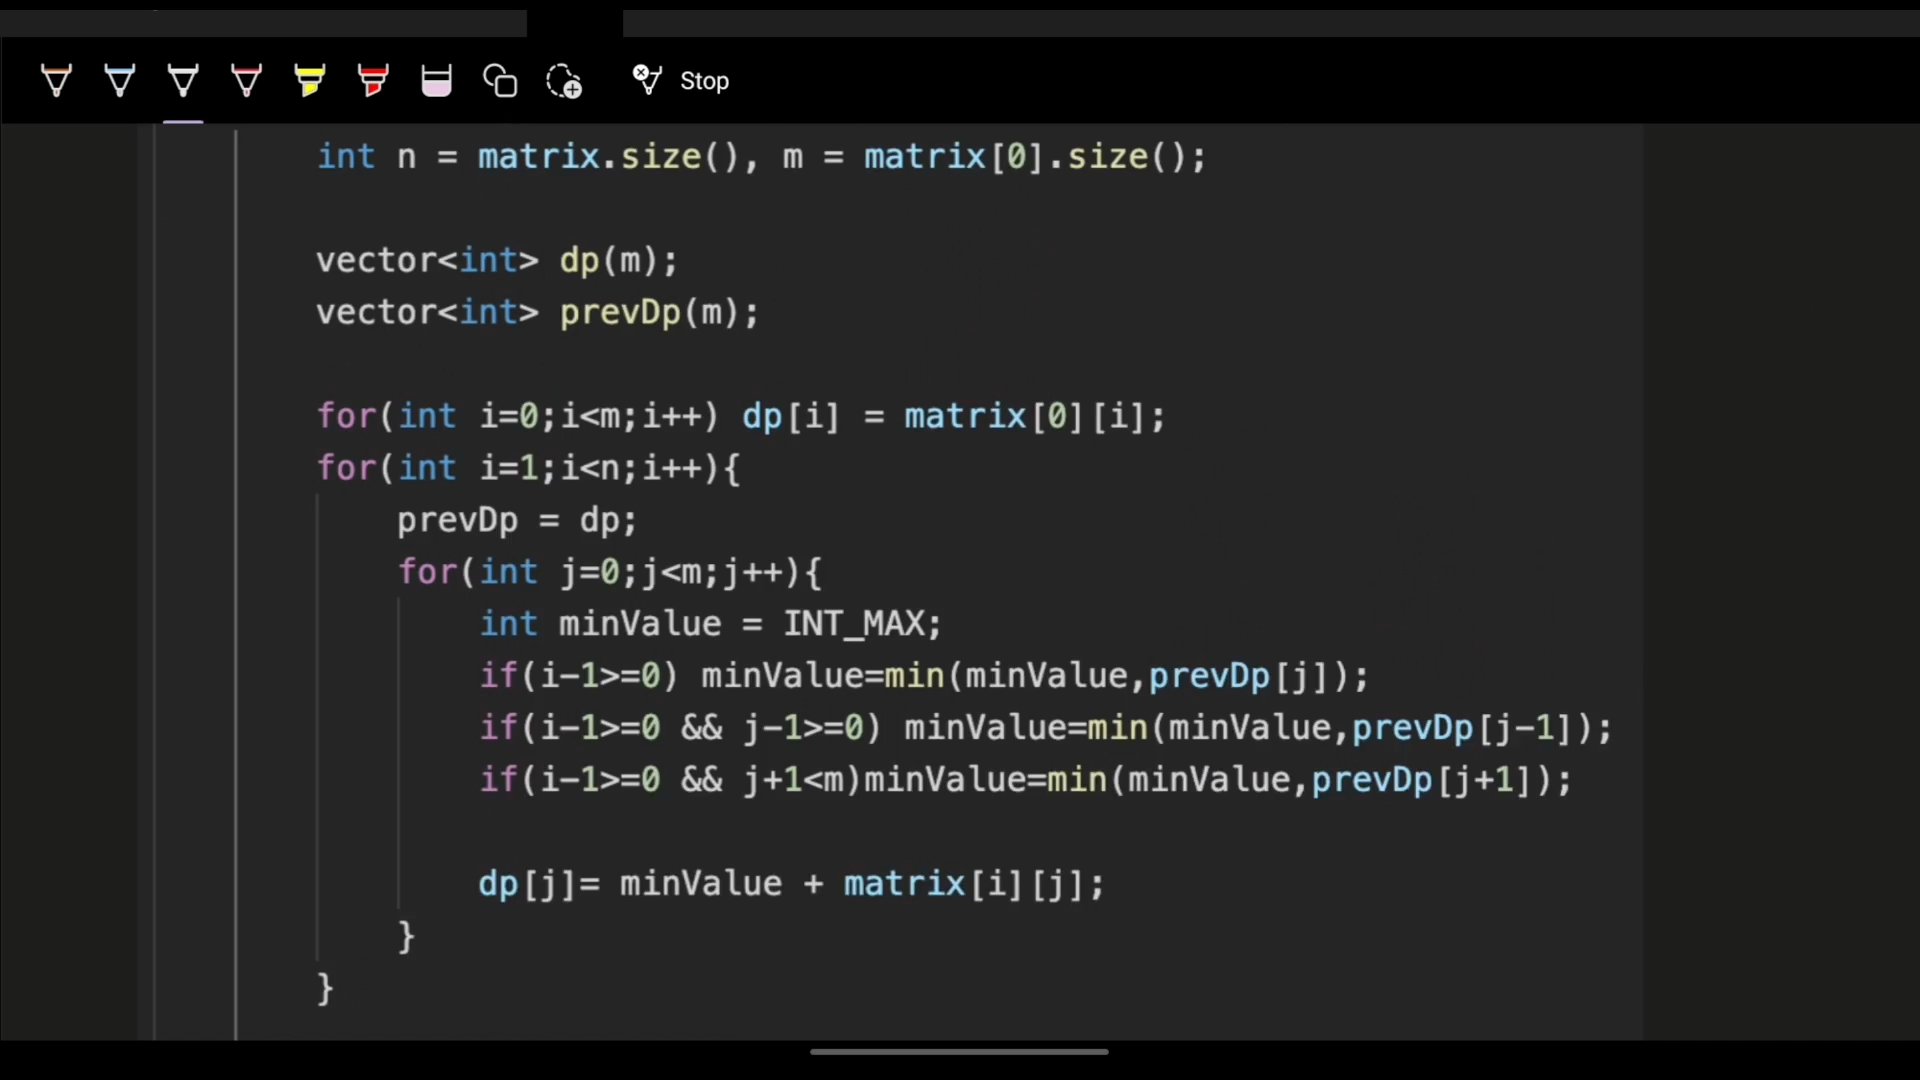 Stop
int n = matrix.size(), m = matrix[0].size();
vector<int> dp(m);
vector<int> prevDp(m);
for(int i=0;i<m;i++) dp[i] = matrix[0][i];
for(int i=1;i<n;i++){
prevDp = dp;
for(int j=0;j<m;j++){
int minValue = INT_MAX;
if(i-1>=0) minValue=min(minValue,prevDp[j]);
if(i-1>=0 && j-1>=0) minValue=min(minValue,prevDp[j-1]);
if(i-1>=0 && j+1<m)minValue=min(minValue,prevDp[j+1]);
dp[j]= minValue + matrix[i][j];
}
}